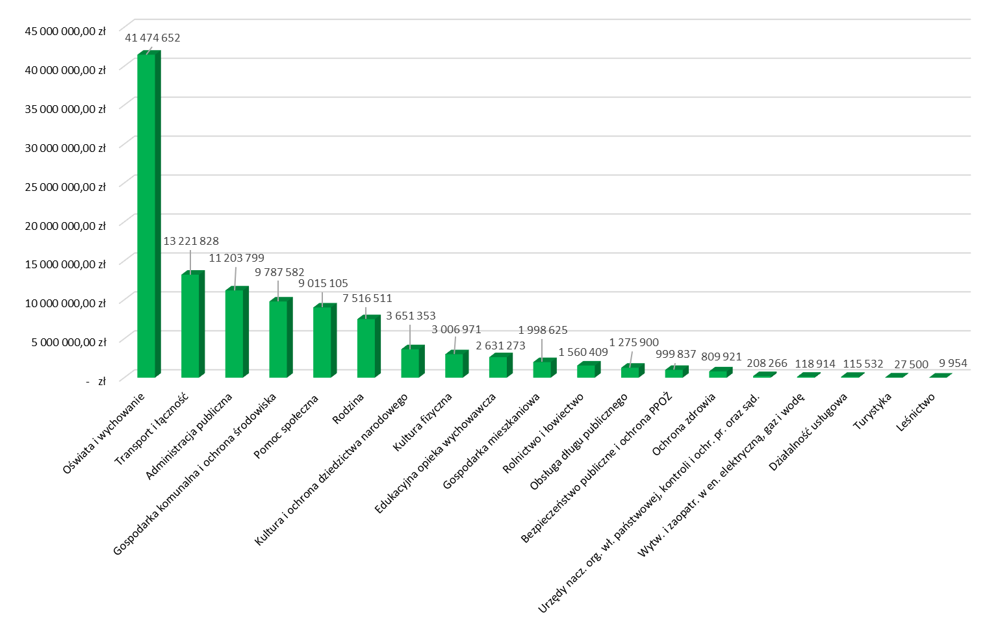 45 000 000,00 zł
40 000 000,00 zł
35 000 000,00 zł
30 000 000,00 zł
25 000 000,00 zł
20 000 000,00 zł
15 000 000,00 zł
10 000 000,00 zł
5 000 000,00 zł
- zł
41 474 652
13 221 828
11 203 799
9 787 582
9 015 105
7 516 511
3 651 353
3 006 971
2 631 273
1 998 625
1 560 409
1 275 900
999 837
809 921
208 266
118 914
115 532
27 500
9 954
Oświata i wychowanie
Transport i łączność
Administracja publiczna
Gospodarka komunalna i ochrona środowiska
Pomoc społeczna
Rodzina
Kultura i ochrona dziedzictwa narodowego
Kultura fizyczna
Edukacyjna opieka wychowawcza
Gospodarka mieszkaniowa
Rolnictwo i łowiectwo
Obsługa długu publicznego
Bezpieczeństwo publiczne i ochrona PPOŻ
Ochrona zdrowia
Urzędy nacz. org. wł. państwowej, kontroli i ochr. pr. oraz sąd.
Wytw. i zaopatr. w en. elektryczną, gaz i wodę
Działalność usługowa
Turystyka
Leśnictwo